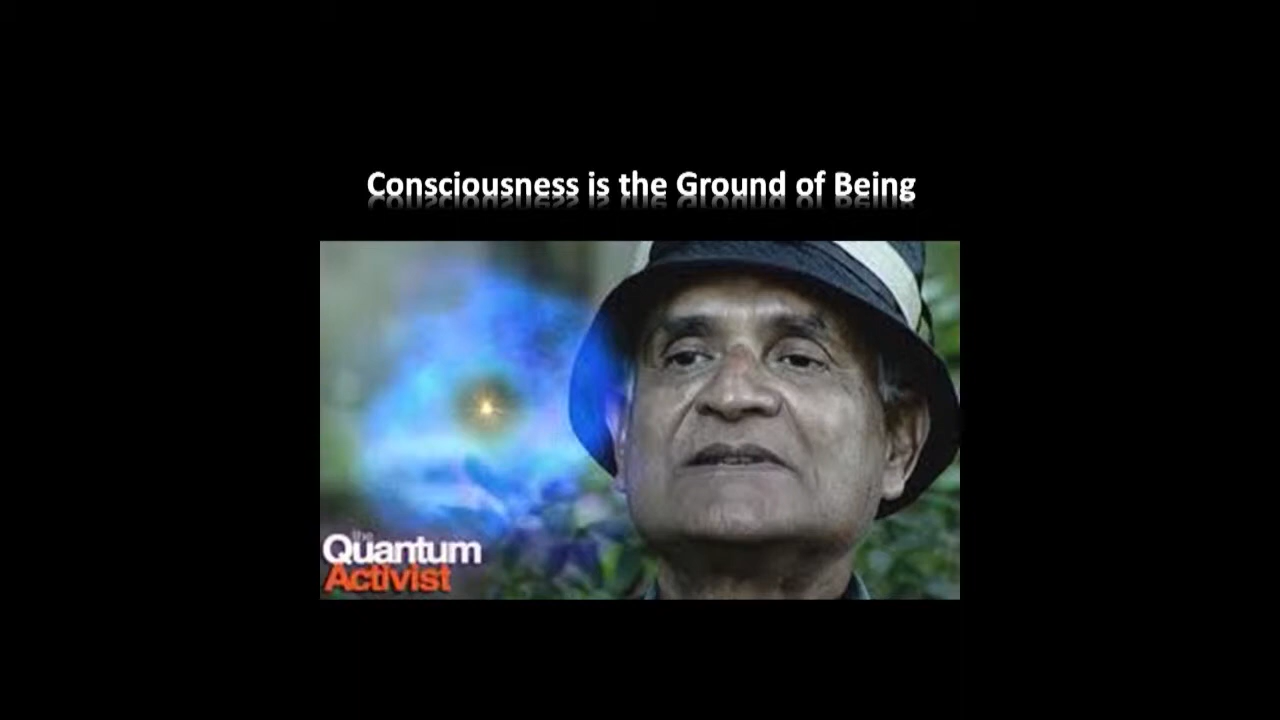 Consciousness is the Ground of Being
the
Quantum
Activist